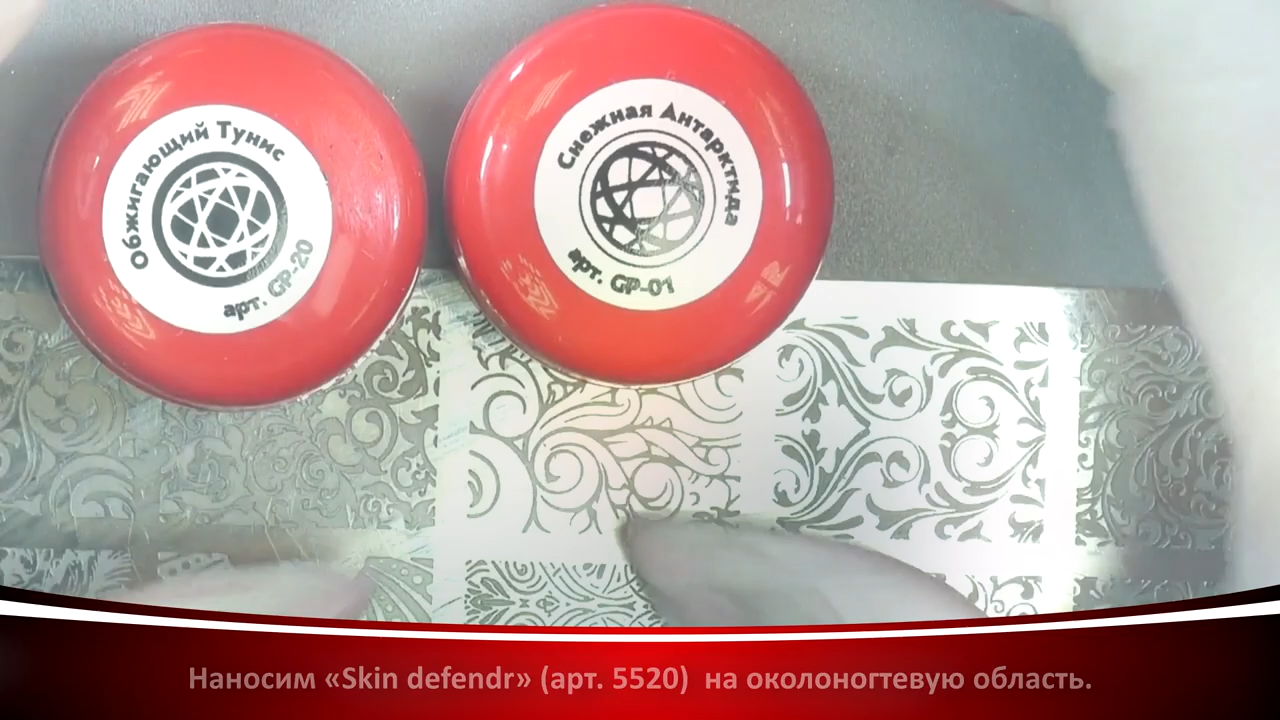 Обжигающий Тунис
арт. GP-20
Снежная Антарктида
арт. GP-01
Наносим «Skin defendr» (арт. 5520) на околоногтевую область.